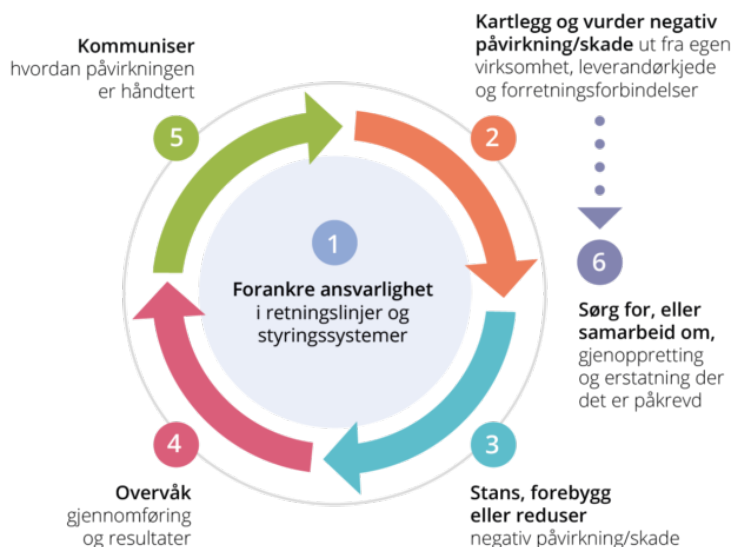 1
Forankre ansvarlighet
i retningslinjer og
styringssystemer
2
Kartlegg og vurder negativ
påvirkning/skade ut fra egen
virksomhet, leverandørkjede
og forretningsforbindelser
3
Stans, forebygg
eller reduser
negativ påvirkning/skade
4
Overvåk
gjennomføring
og resultater
5
Kommuniser
hvordan påvirkningen
er håndtert
6
Sørg for, eller
samarbeid om,
gjenoppretting
og erstatning der
det er påkrevd